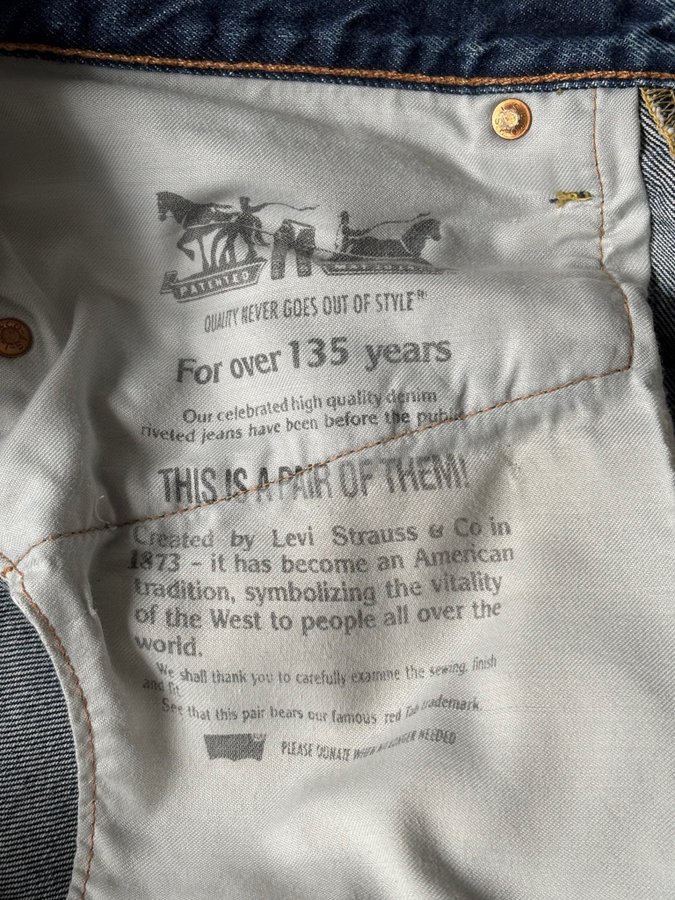 PATENTED
QUALITY NEVER GOES OUT OF STYLE™
For over 135 years
Our celebrated high quality denim
riveted jeans have been before the public
THIS IS A PAIR OF THEM!
Created by Levi Strauss & Co in
1873 - it has become an American
tradition, symbolizing the vitality
of the West to people all over the
world.
We shall thank you to carefully examine the sewing, finish
and fit.
See that this pair bears our famous red Tab trademark.
PLEASE DONATE WHEN NO LONGER NEEDED